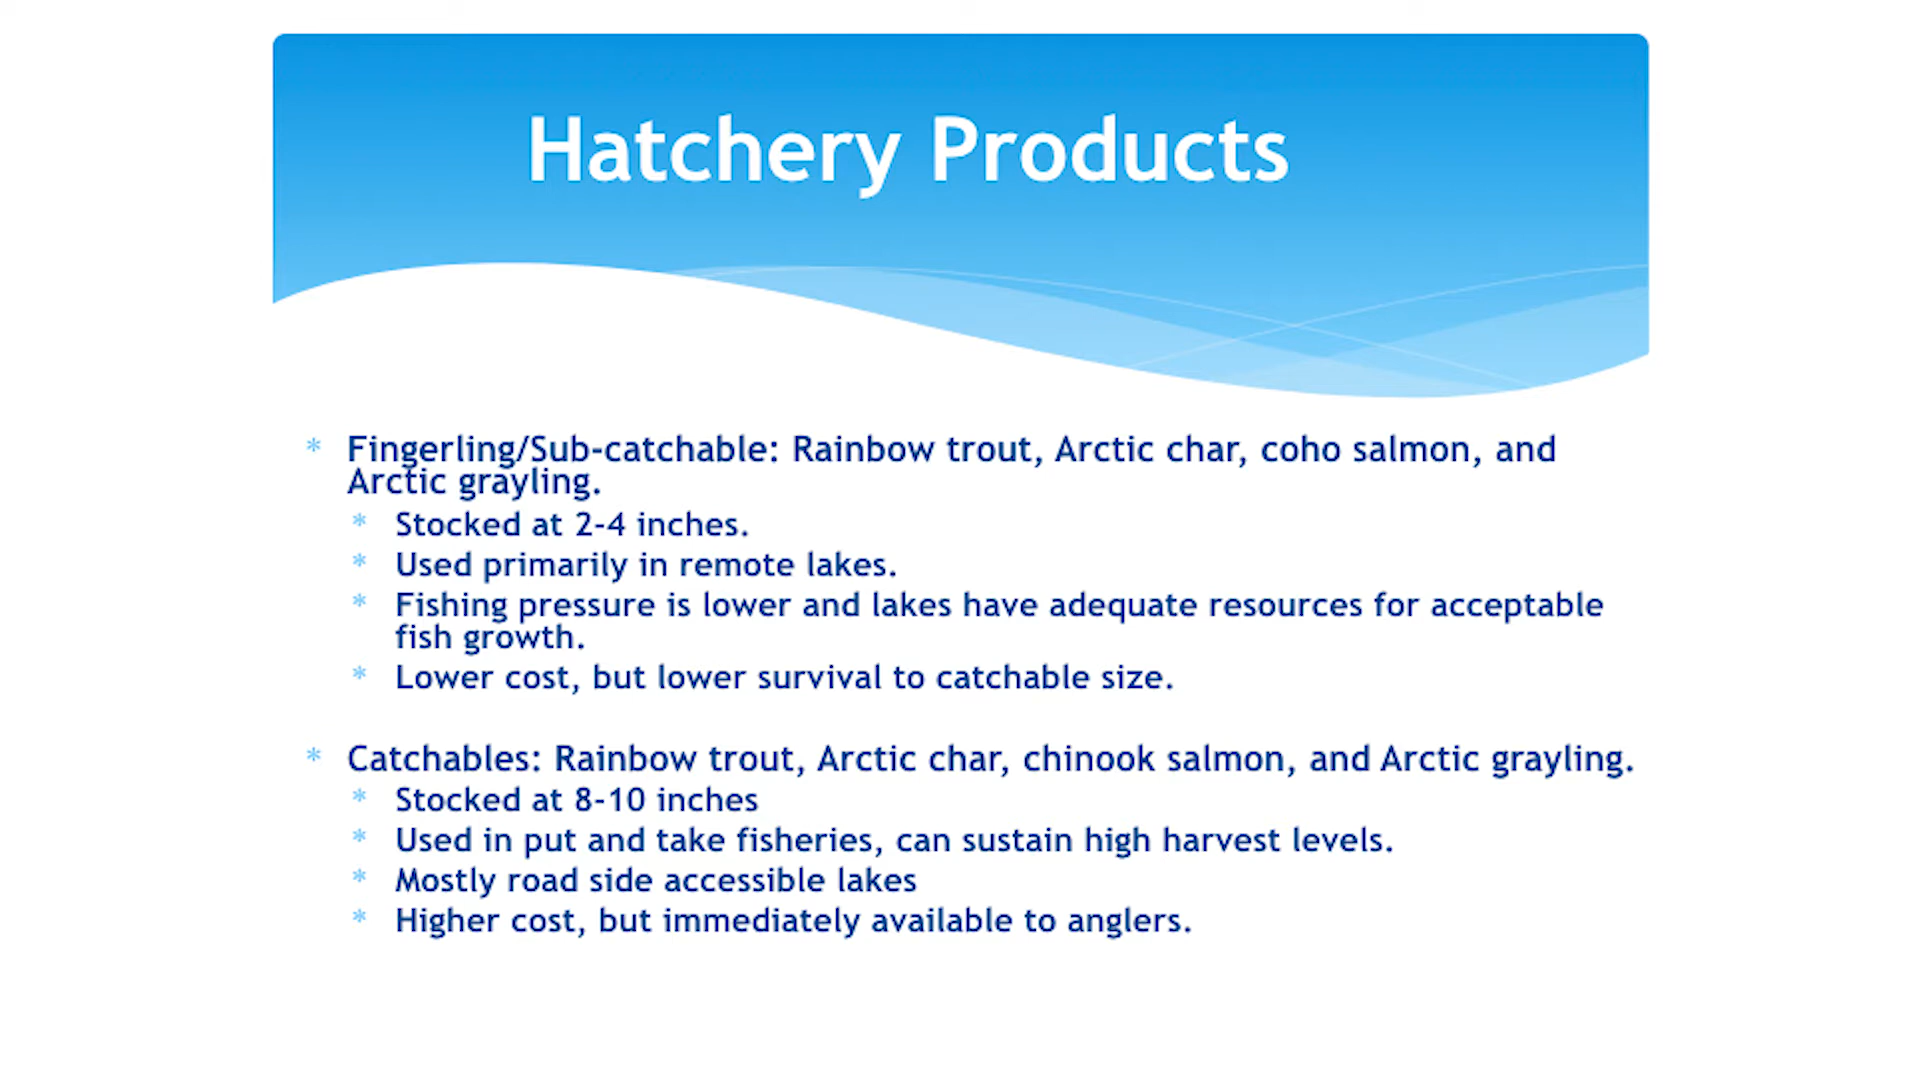 Hatchery Products
* Fingerling/Sub-catchable: Rainbow trout, Arctic char, coho salmon, and
Arctic grayling.
* Stocked at 2-4 inches.
* Used primarily in remote lakes.
* Fishing pressure is lower and lakes have adequate resources for acceptable
fish growth.
* Lower cost, but lower survival to catchable size.
* Catchables: Rainbow trout, Arctic char, chinook salmon, and Arctic grayling.
* Stocked at 8-10 inches
* Used in put and take fisheries, can sustain high harvest levels.
* Mostly road side accessible lakes
* Higher cost, but immediately available to anglers.